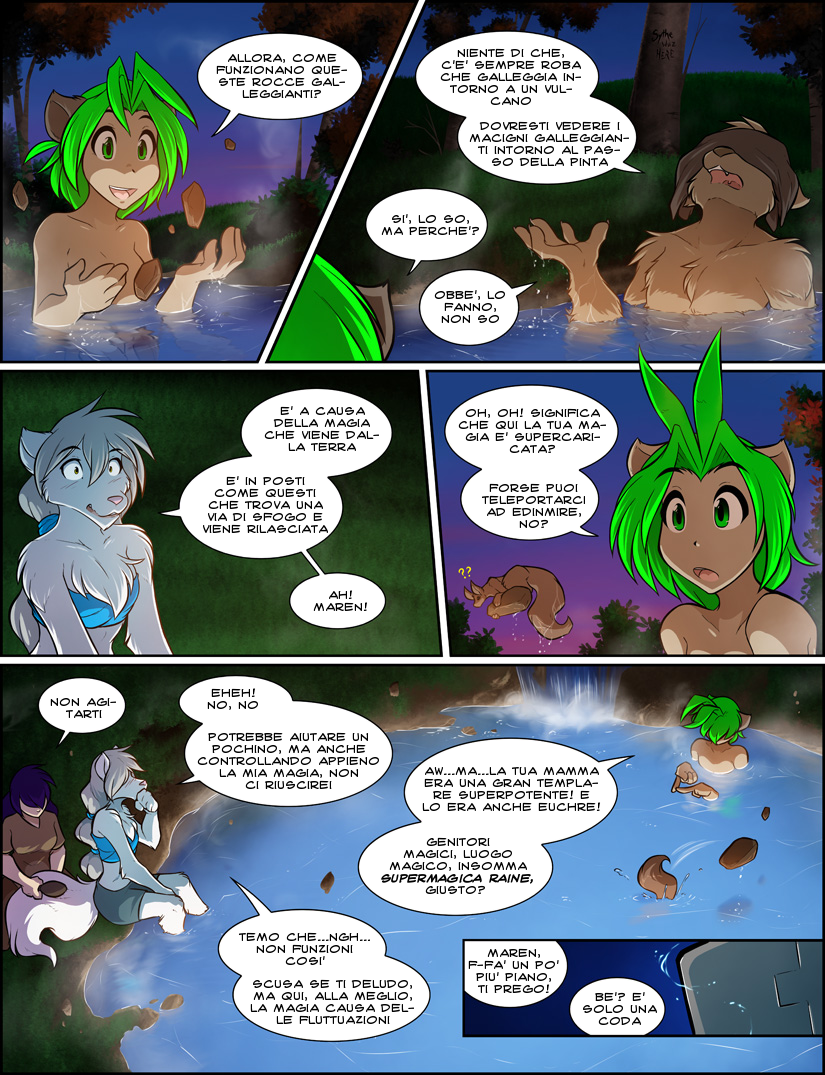 ALLORA, COME
FUNZIONANO QUE-
STE ROCCE GAL-
LEGGIANTI?
Sythe
Was
HERE
NIENTE DI CHE,
C'E' SEMPRE ROBA
CHE GALLEGGIA IN-
TORNO A UN VUL-
CANO
DOVRESTI VEDERE I
MACIGNI GALLEGGIAN-
TI INTORNO AL PAS-
SO DELLA PINTA
SI', LO SO,
MA PERCHE'?
OBBE', LO
FANNO,
NON SO
E' A CAUSA
DELLA MAGIA
CHE VIENE DAL-
LA TERRA
E' IN POSTI
COME QUESTI
CHE TROVA UNA
VIA DI SFOGO E
VIENE RILASCIATA
AH!
MAREN!
OH, OH! SIGNIFICA
CHE QUI LA TUA MA-
GIA E' SUPERCARI-
CATA?
FORSE PUOI
TELEPORTARCI
AD EDINMIRE,
NO?
??
NON AGI-
TARTI
EHEH!
NO, NO
POTREBBE AIUTARE UN
POCHINO, MA ANCHE
CONTROLLANDO APPIENO
LA MIA MAGIA, NON
CI RIUSCIREI
AW...MA...LA TUA MAMMA
ERA UNA GRAN TEMPLA-
RE SUPERPOTENTE! E
LO ERA ANCHE EUCHRE!
GENITORI
MAGICI, LUOGO
MAGICO, INSOMMA
SUPERMAGICA RAINE,
GIUSTO?
TEMO CHE...NGH...
NON FUNZIONI
COSI'
SCUSA SE TI DELUDO,
MA QUI, ALLA MEGLIO,
LA MAGIA CAUSA DEL-
LE FLUTTUAZIONI
MAREN,
F-FA' UN PO'
PIU' PIANO,
TI PREGO!
BE'? E'
SOLO UNA
CODA